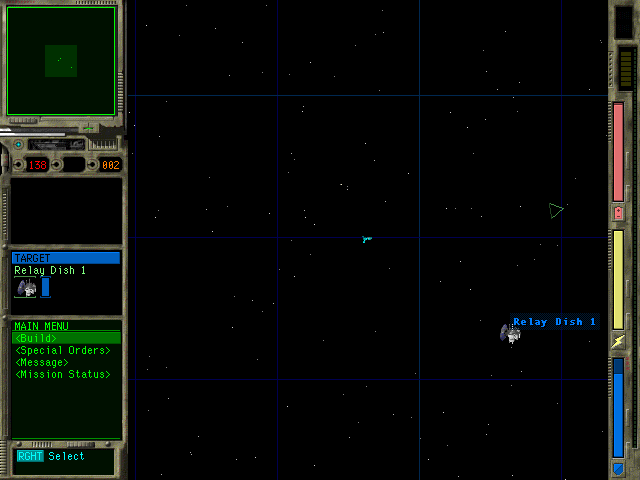 138
002
TARGET
Relay Dish 1
MAIN MENU
<Build>
<Special Orders>
<Message>
<Mission Status>
RGHT Select
Relay Dish 1